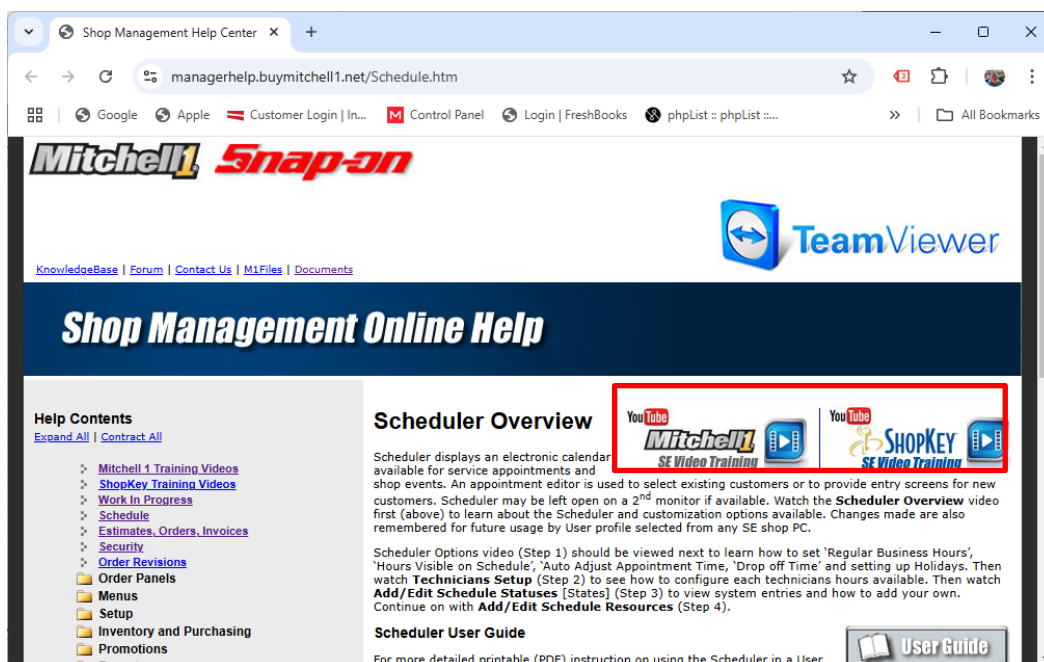 Shop Management Help Center
managerhelp.buymitchell1.net/Schedule.htm
Google Apple Customer Login | In... Control Panel Login | FreshBooks phpList :: phpList ::... All Bookmarks
Mitchell1 Snap-on
TeamViewer
KnowledgeBase | Forum | Contact Us | M1Files | Documents
Shop Management Online Help
Help Contents
Expand All | Contract All
Mitchell 1 Training Videos
ShopKey Training Videos
Work In Progress
Schedule
Estimates, Orders, Invoices
Security
Order Revisions
Order Panels
Menus
Setup
Inventory and Purchasing
Promotions
Scheduler Overview
YouTube
Mitchell1
SE Video Training
YouTube
ShopKey
SE Video Training
Scheduler displays an electronic calendar
available for service appointments and
shop events. An appointment editor is used to select existing customers or to provide entry screens for new
customers. Scheduler may be left open on a 2nd monitor if available. Watch the Scheduler Overview video
first (above) to learn about the Scheduler and customization options available. Changes made are also
remembered for future usage by User profile selected from any SE shop PC.
Scheduler Options video (Step 1) should be viewed next to learn how to set `Regular Business Hours',
`Hours Visible on Schedule', `Auto Adjust Appointment Time, `Drop off Time' and setting up Holidays. Then
watch Technicians Setup (Step 2) to see how to configure each technicians hours available. Then watch
Add/Edit Schedule Statuses [States] (Step 3) to view system entries and how to add your own.
Continue on with Add/Edit Schedule Resources (Step 4).
Scheduler User Guide
User Guide
For more detailed printable (PDF) instruction on using the Scheduler in a User